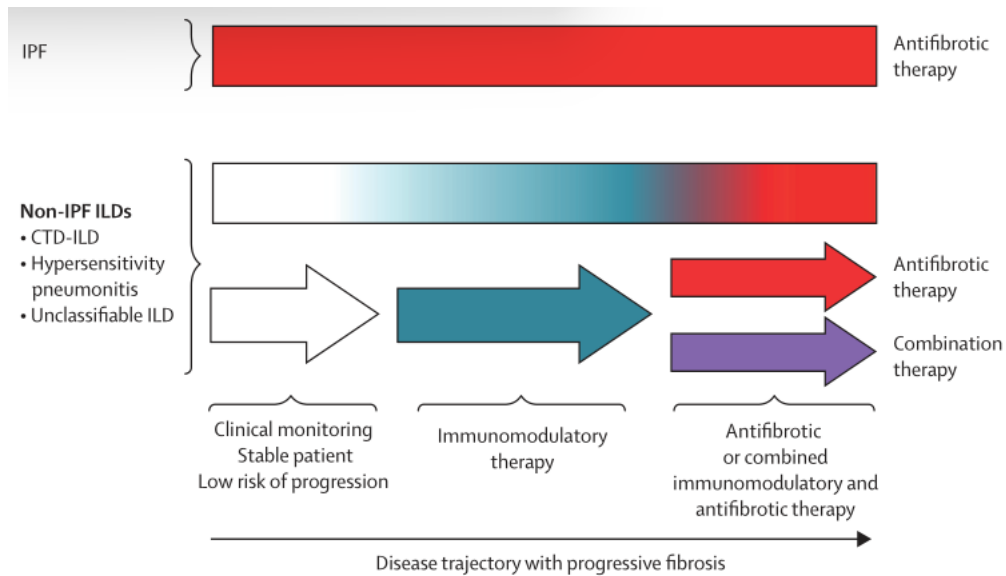 IPF
Antifibrotic
therapy
Non-IPF ILDs
• CTD-ILD
• Hypersensitivity
pneumonitis
• Unclassifiable ILD
Antifibrotic
therapy
Combination
therapy
Clinical monitoring
Stable patient
Low risk of progression
Immunomodulatory
therapy
Antifibrotic
or combined
immunomodulatory and
antifibrotic therapy
Disease trajectory with progressive fibrosis